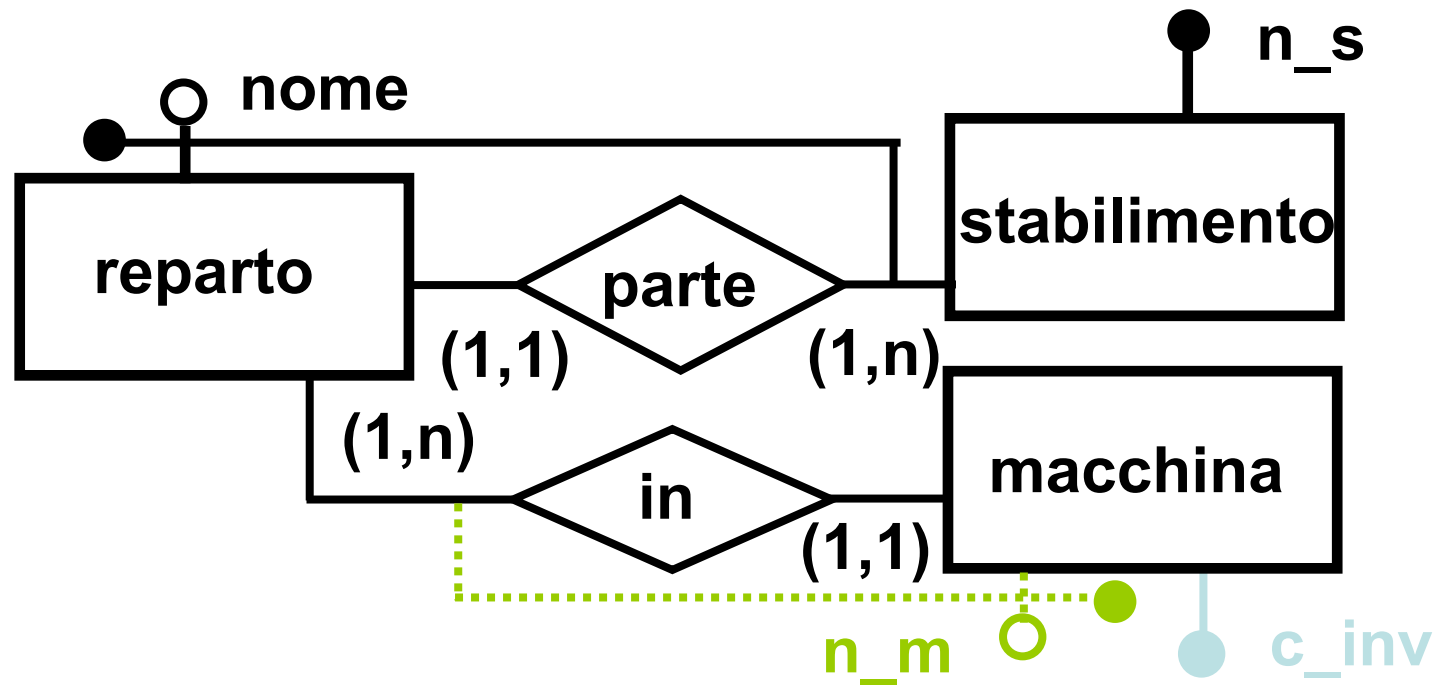 n_s
nome
stabilimento
reparto
parte
(1,1)
(1,n)
(1,n)
macchina
in
(1,1)
n_m
c_inv